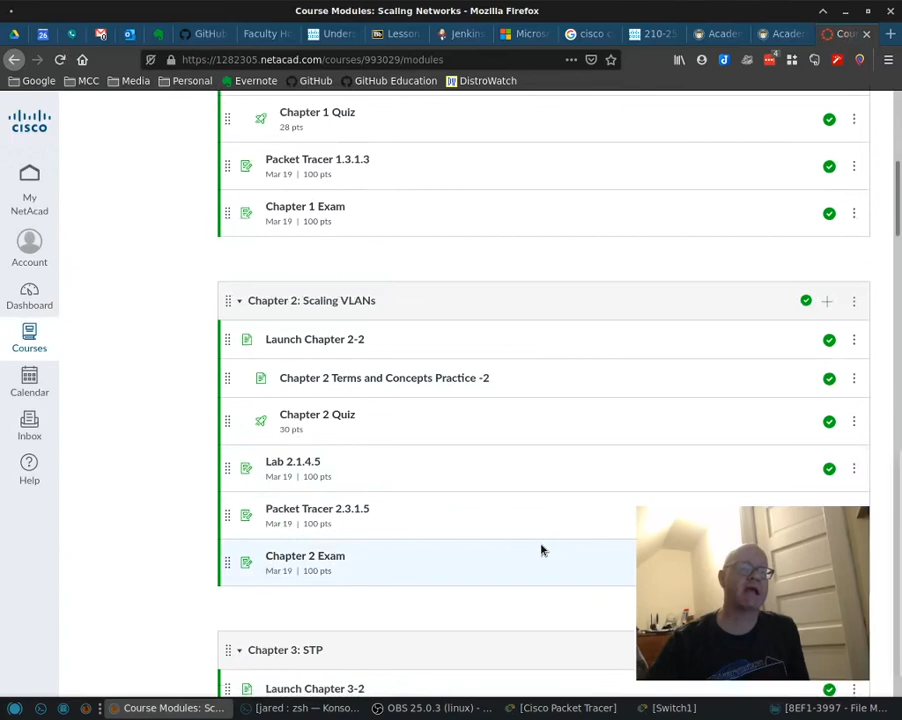 Course Modules: Scaling Networks - Mozilla Firefox
26
GitHub
Faculty Ho
Under
Lesson
Jenkin
Micros
cisco c
210-25
Acade
Acade
Cou
https://1282305.netacad.com/courses/993029/modules
4
Google
MCC
Media
Personal
Evernote
GitHub
GitHub Education
DistroWatch
CISCO
My
NetAcad
Account
Dashboard
Courses
Calendar
Inbox
Help
Chapter 1 Quiz
28 pts
Packet Tracer 1.3.1.3
Mar 19 | 100 pts
Chapter 1 Exam
Mar 19 | 100 pts
Chapter 2: Scaling VLANs
Launch Chapter 2-2
Chapter 2 Terms and Concepts Practice -2
Chapter 2 Quiz
30 pts
Lab 2.1.4.5
Mar 19 | 100 pts
Packet Tracer 2.3.1.5
Mar 19 | 100 pts
Chapter 2 Exam
Mar 19 | 100 pts
Chapter 3: STP
Launch Chapter 3-2
Course Modules: Sc...
[jared : zsh — Konso...
OBS 25.0.3 (linux) - ...
[Cisco Packet Tracer]
[Switch1]
[8EF1-3997 - File M...